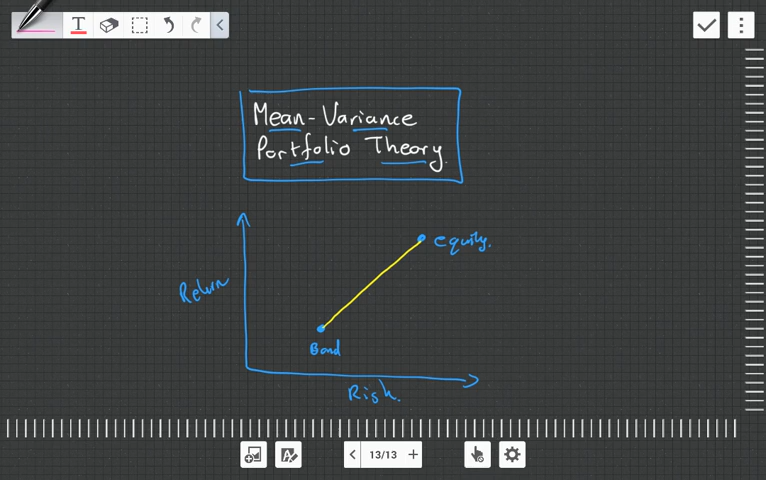 T
Mean-Variance
Portfolio Theory.
equity.
Return
Bond
Risk.
13/13